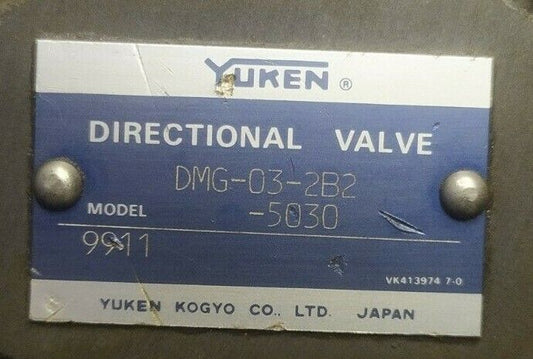 YUKEN ®
DIRECTIONAL VALVE
DMG-03-2B2
MODEL -5030
9911
VK413974 7-0
YUKEN KOGYO CO., LTD. JAPAN